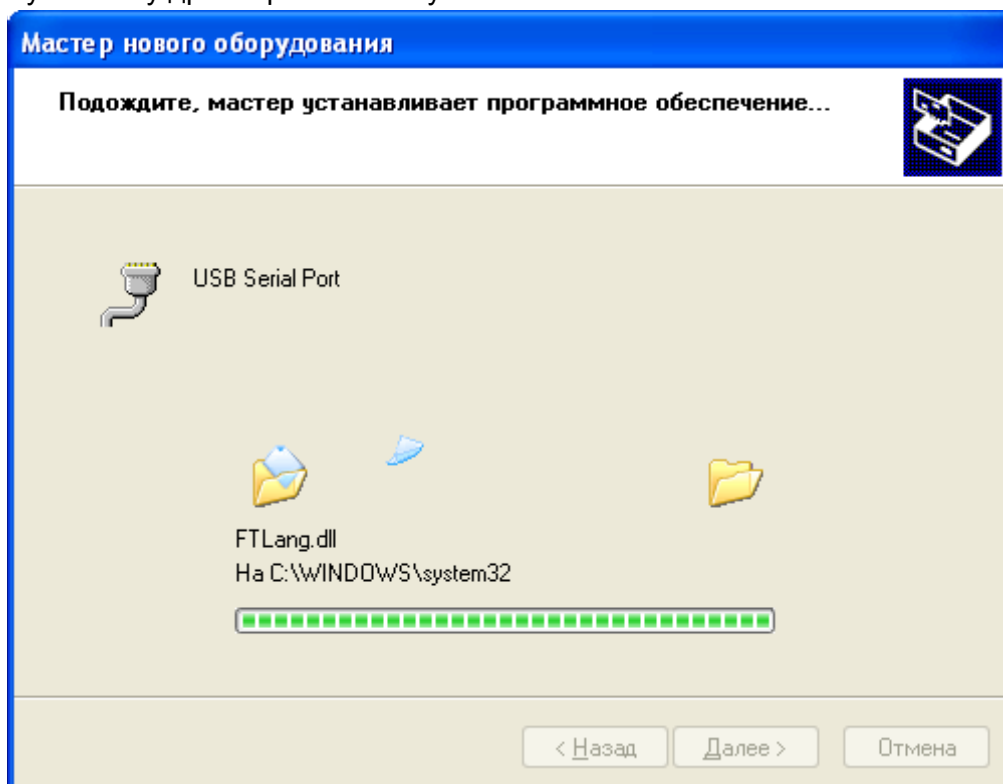 Мастер нового оборудования
Подождите, мастер устанавливает программное обеспечение...
USB Serial Port
FTLang.dll
На C:\WINDOWS\system32
< Назад
Далее >
Отмена